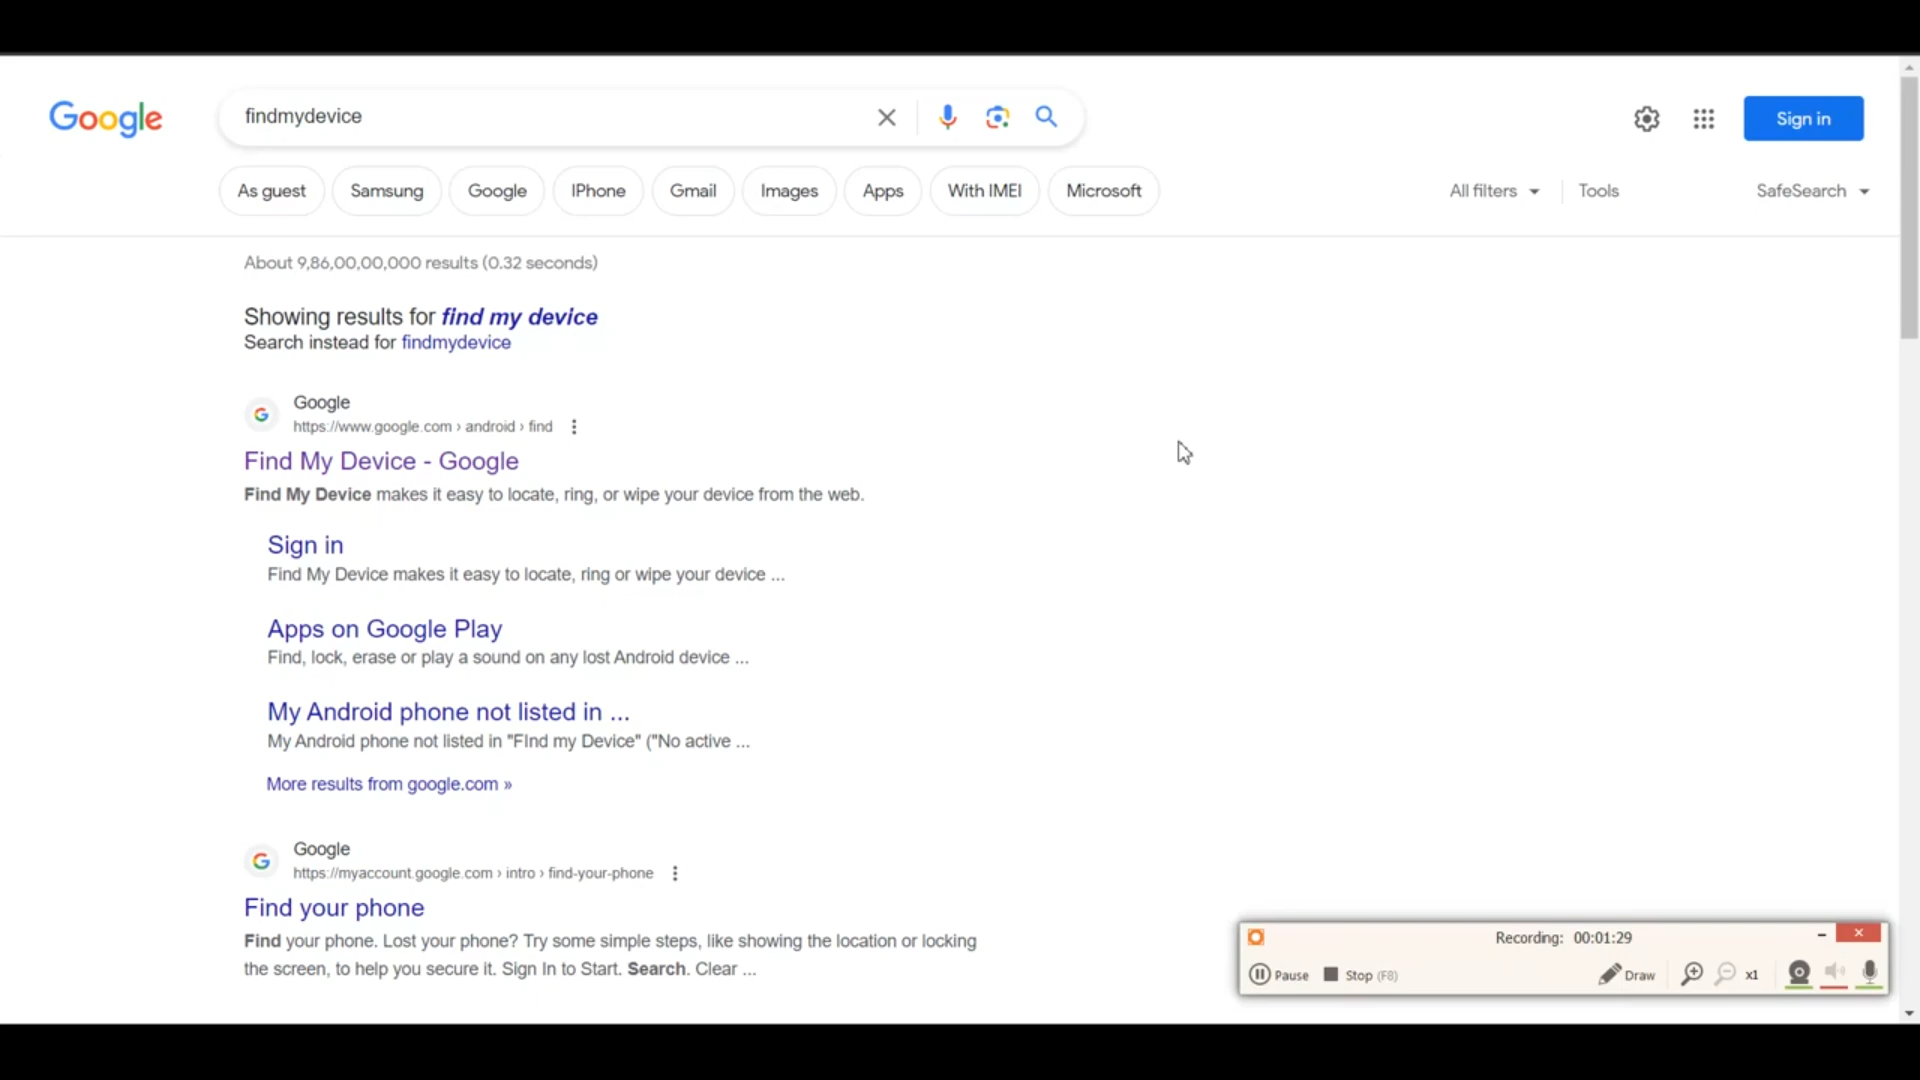 Google
findmydevice
Sign in
As guest
Samsung
Google
IPhone
Gmail
Images
Apps
With IMEI
Microsoft
All filters
Tools
SafeSearch
About 9,86,00,00,000 results (0.32 seconds)
Showing results for find my device
Search instead for findmydevice
Google
https://www.google.com › android › find
Find My Device - Google
Find My Device makes it easy to locate, ring, or wipe your device from the web.
Sign in
Find My Device makes it easy to locate, ring or wipe your device ...
Apps on Google Play
Find, lock, erase or play a sound on any lost Android device ...
My Android phone not listed in ...
My Android phone not listed in "FInd my Device" ("No active ...
More results from google.com »
Google
https://myaccount.google.com › intro › find-your-phone
Find your phone
Find your phone. Lost your phone? Try some simple steps, like showing the location or locking
the screen, to help you secure it. Sign In to Start. Search. Clear ...
Recording: 00:01:29
Pause
Stop (F8)
Draw
x1